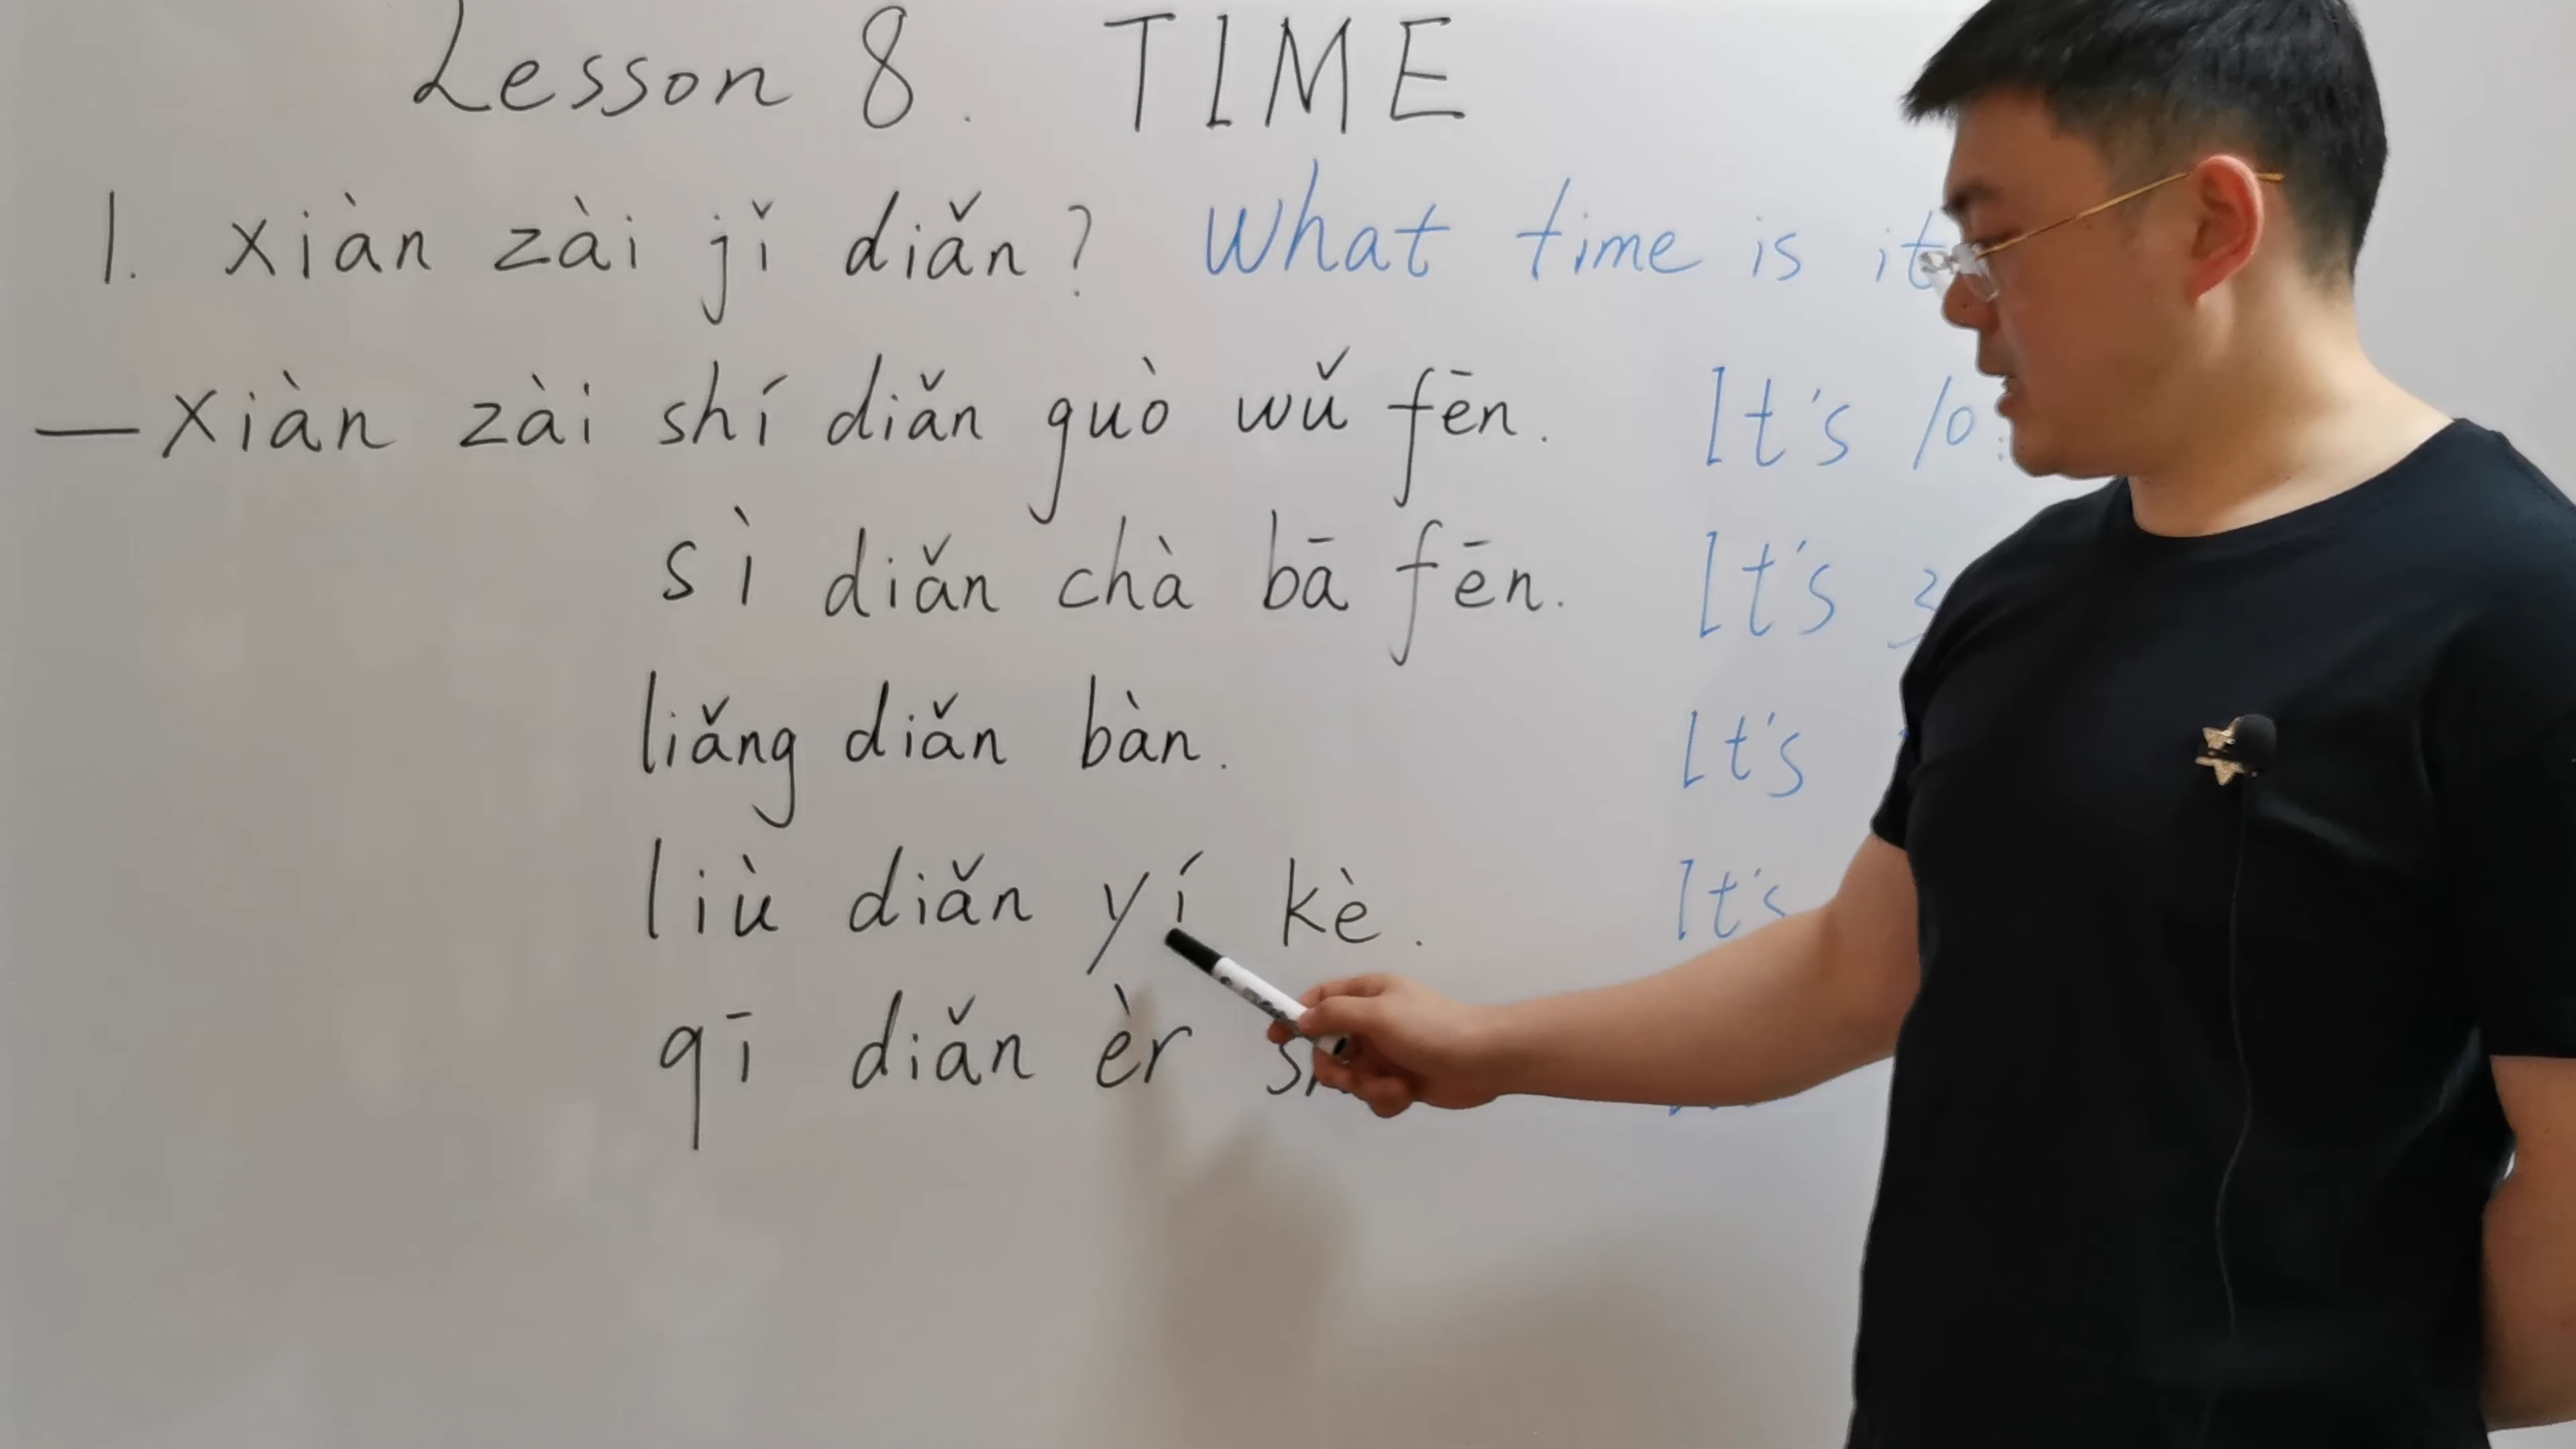 Lesson 8. TIME
1. xiàn zài jǐ diǎn? What time is it
— Xiàn zài shí diǎn guò wǔ fēn. It's 10:
sì diǎn chà bā fēn. It's 3
liǎng diǎn bàn. It's
liù diǎn yí kè. It's
qī diǎn èr